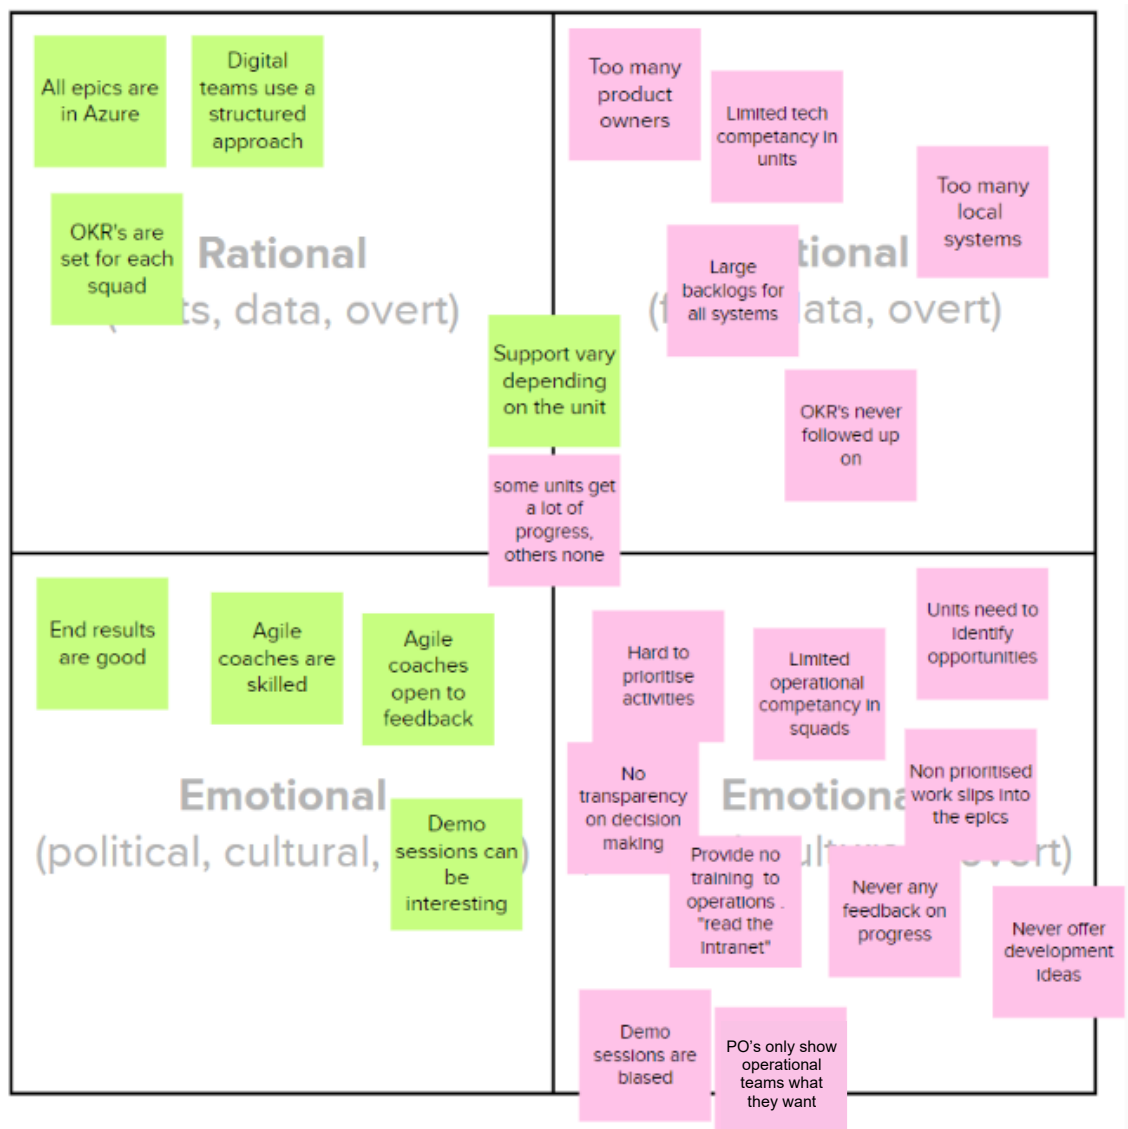 All epics are
in Azure
Digital
teams use a
structured
approach
OKR's are
set for each
squad
Rational
ts, data, overt)
Support vary
depending
on the unit
some units get
a lot of
progress,
others none
Too many
product
owners
Limited tech
competancy in
units
Too many
local
systems
Large
backlogs for
all systems
tional
(f ata, overt)
OKR's never
followed up
on
End results
are good
Agile
coaches are
skilled
Agile
coaches
open to
feedback
Emotional
(political, cultural, )
Demo
sessions can
be
interesting
Hard to
prioritise
activities
Limited
operational
competancy in
squads
Units need to
identify
opportunities
No
transparency
on decision
making
Emotiona
overt)
Non prioritised
work slips into
the epics
Provide no
training to
operations .
"read the
intranet"
Never any
feedback on
progress
Never offer
development
ideas
Demo
sessions are
biased
PO's only show
operational
teams what
they want